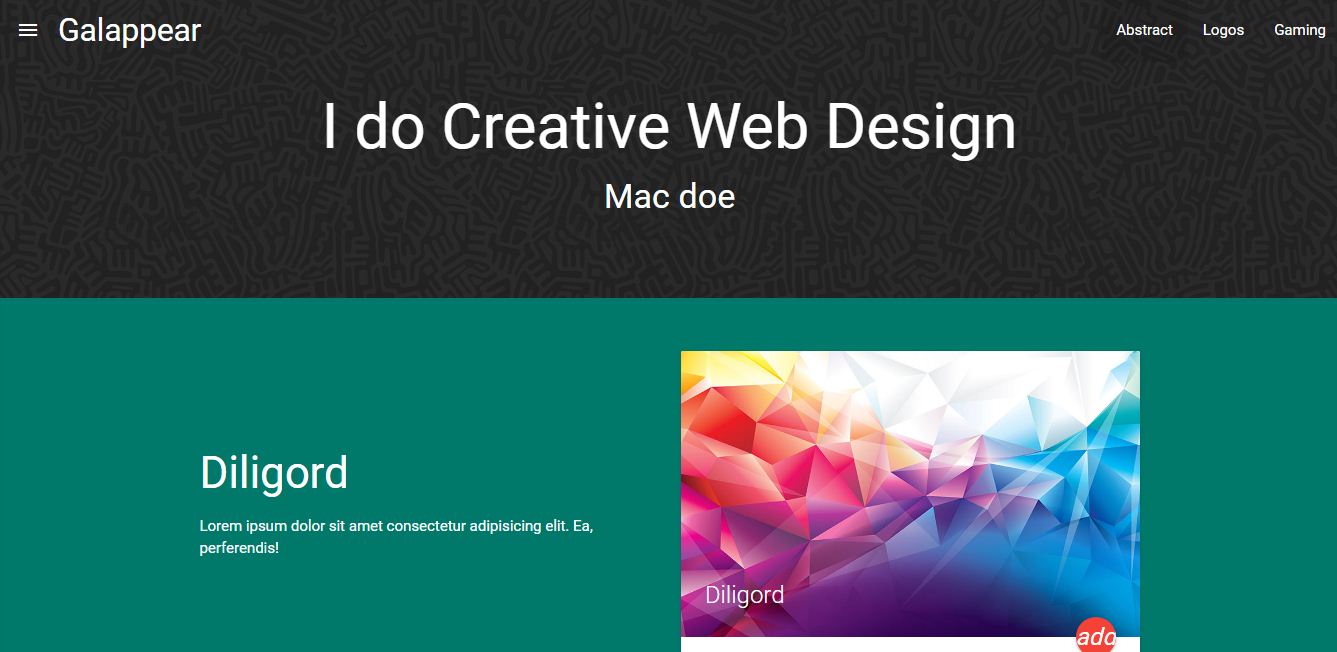 Galappear
Abstract
Logos
Gaming
I do Creative Web Design
Mac doe
Diligord
Lorem ipsum dolor sit amet consectetur adipisicing elit. Ea,
perferendis!
Diligord
add